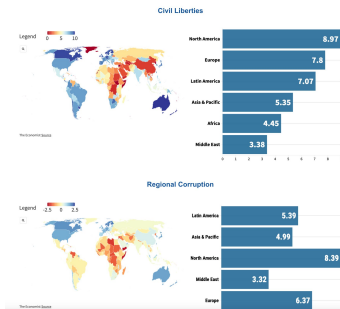 Civil Liberties
Legend
0 5 10
North America 8.97
Europe 7.8
Latin America 7.07
Asia & Pacific 5.35
Africa 4.45
Middle East 3.38
0 1 2 3 4 5 6 7 8
The Economist Source
Regional Corruption
Legend
-2.5 0 2.5
Latin America 5.39
Asia & Pacific 4.99
North America 8.39
Middle East 3.32
Europe 6.37
The Economist Source